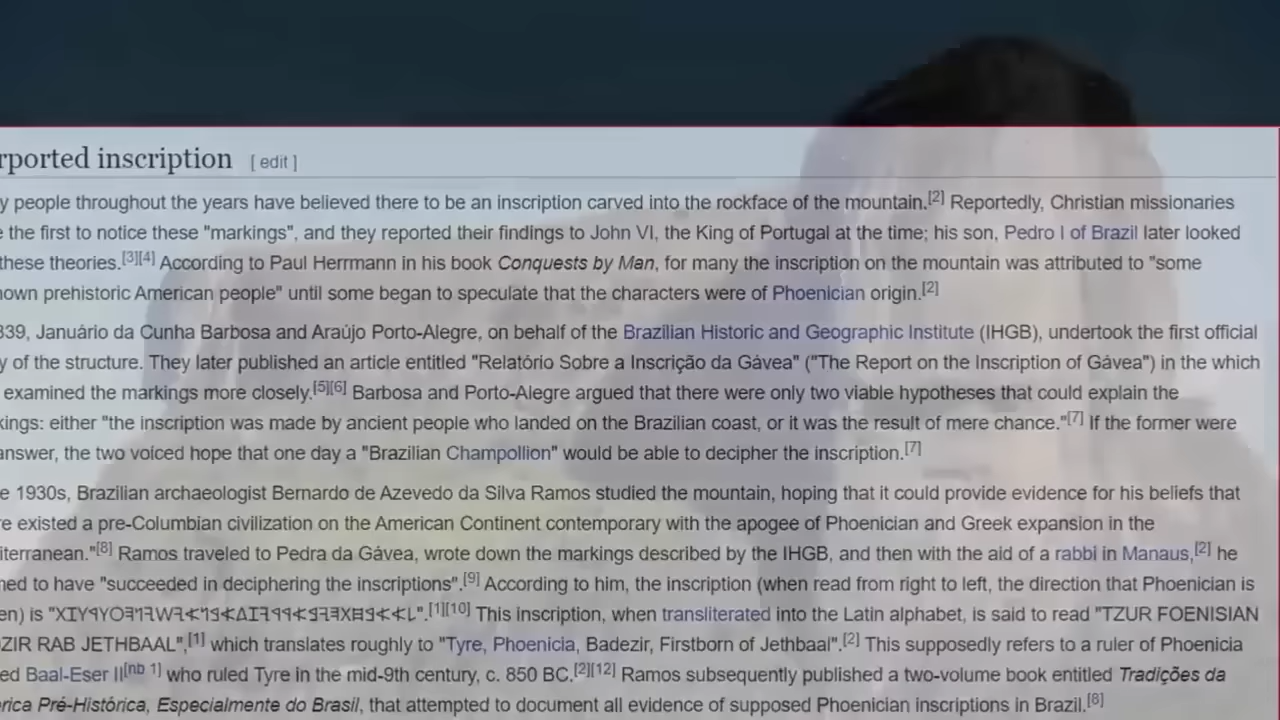 rported inscription [ edit ]
y people throughout the years have believed there to be an inscription carved into the rockface of the mountain.[2] Reportedly, Christian missionaries
e the first to notice these "markings", and they reported their findings to John VI, the King of Portugal at the time; his son, Pedro I of Brazil later looked
these theories.[3][4] According to Paul Herrmann in his book Conquests by Man, for many the inscription on the mountain was attributed to "some
nown prehistoric American people" until some began to speculate that the characters were of Phoenician origin.[2]
339, Januário da Cunha Barbosa and Araújo Porto-Alegre, on behalf of the Brazilian Historic and Geographic Institute (IHGB), undertook the first official
y of the structure. They later published an article entitled "Relatório Sobre a Inscrição da Gávea" ("The Report on the Inscription of Gávea") in the which
examined the markings more closely.[5][6] Barbosa and Porto-Alegre argued that there were only two viable hypotheses that could explain the
kings: either "the inscription was made by ancient people who landed on the Brazilian coast, or it was the result of mere chance."[7] If the former were
answer, the two voiced hope that one day a "Brazilian Champollion" would be able to decipher the inscription.[7]
e 1930s, Brazilian archaeologist Bernardo de Azevedo da Silva Ramos studied the mountain, hoping that it could provide evidence for his beliefs that
re existed a pre-Columbian civilization on the American Continent contemporary with the apogee of Phoenician and Greek expansion in the
iterranean."[8] Ramos traveled to Pedra da Gávea, wrote down the markings described by the IHGB, and then with the aid of a rabbi in Manaus,[2] he
ned to have "succeeded in deciphering the inscriptions".[9] According to him, the inscription (when read from right to left, the direction that Phoenician is
en) is [1][10] This inscription, when transliterated into the Latin alphabet, is said to read "TZUR FOENISIAN
ZIR RAB JETHBAAL",[1] which translates roughly to "Tyre, Phoenicia, Badezir, Firstborn of Jethbaal".[2] This supposedly refers to a ruler of Phoenicia
ed Baal-Eser II[nb 1] who ruled Tyre in the mid-9th century, c. 850 BC.[2][12] Ramos subsequently published a two-volume book entitled Tradições da
rica Pré-Histórica, Especialmente do Brasil, that attempted to document all evidence of supposed Phoenician inscriptions in Brazil.[8]